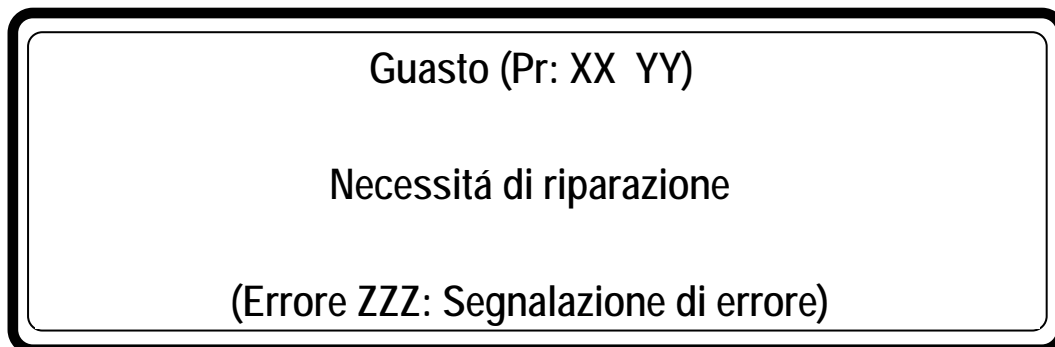 Guasto (Pr: XX  YY)
Necessitá di riparazione
(Errore ZZZ: Segnalazione di errore)